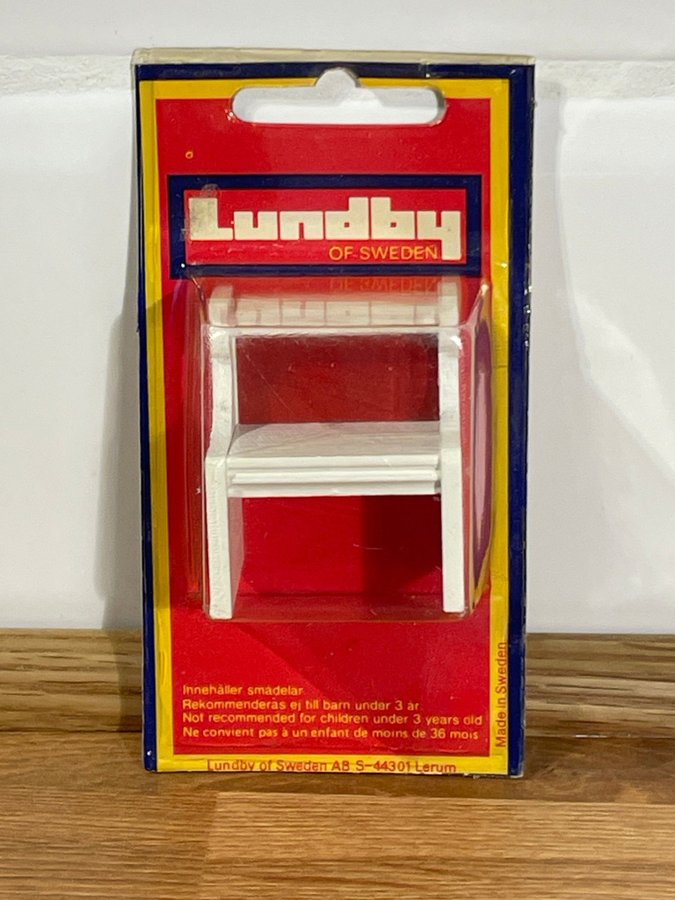 Lundby
OF SWEDEN
Innehåller smådelar
Rekommenderas ej till barn under 3 år
Not recommended for children under 3 years old
Ne convient pas à un enfant de moins de 36 mois
Made in Sweden
Lundby of Sweden AB S-44301 Lerum